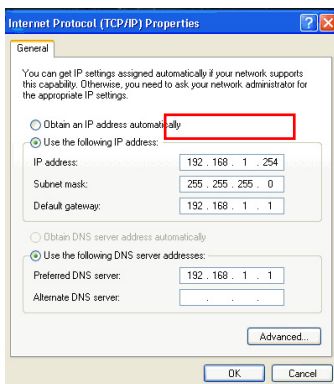 Internet Protocol (TCP/IP) Properties
General
You can get IP settings assigned automatically if your network supports
this capability. Otherwise, you need to ask your network administrator for
the appropriate IP settings.
Obtain an IP address automatically
Use the following IP address:
IP address: 192 . 168 . 1 . 254
Subnet mask: 255 . 255 . 255 . 0
Default gateway: 192 . 168 . 1 . 1
Obtain DNS server address automatically
Use the following DNS server addresses:
Preferred DNS server: 192 . 168 . 1 . 1
Alternate DNS server: . . .
Advanced...
OK Cancel